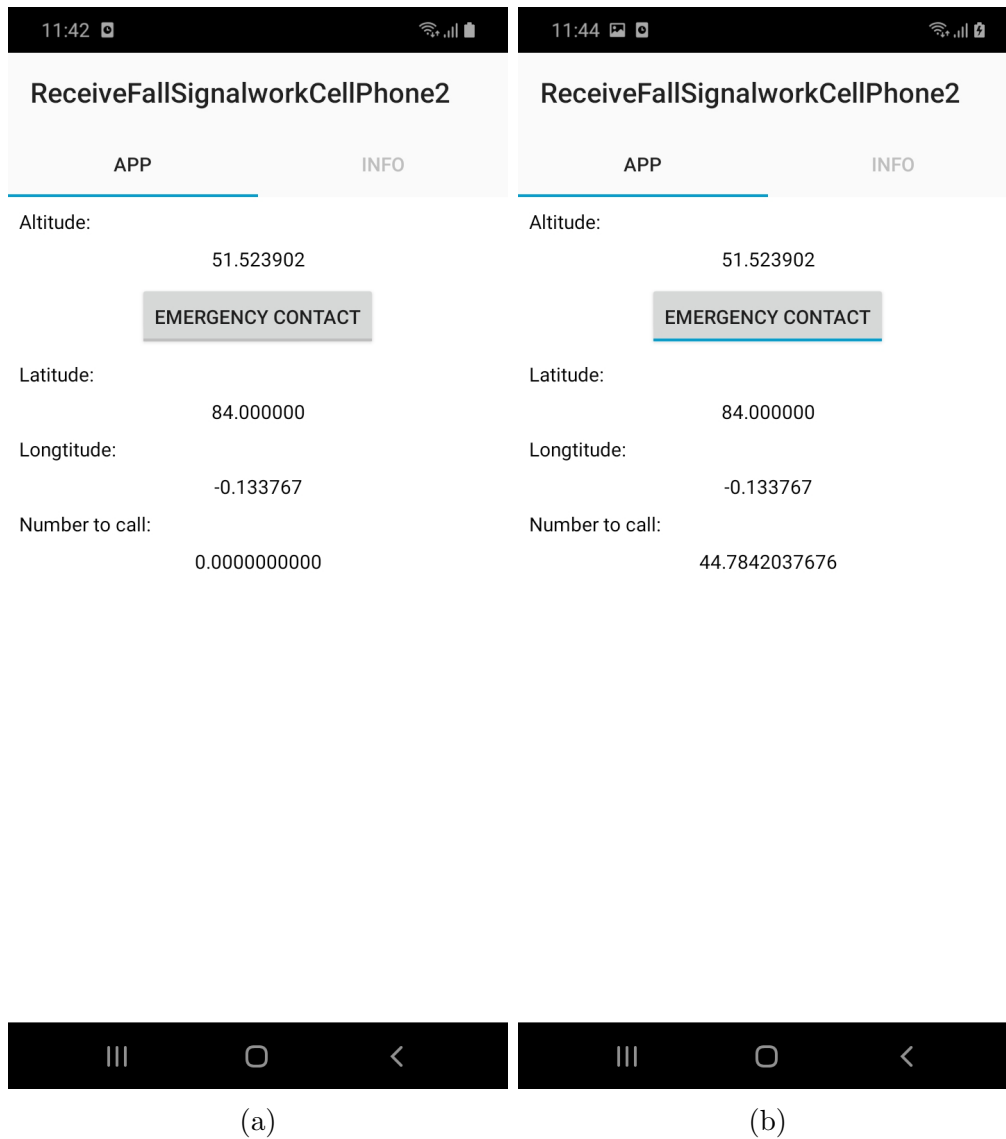 11:42
ReceiveFallSignalworkCellPhone2
APP INFO
Altitude:
51.523902
EMERGENCY CONTACT
Latitude:
84.000000
Longtitude:
-0.133767
Number to call:
0.0000000000
(a)
11:44
ReceiveFallSignalworkCellPhone2
APP INFO
Altitude:
51.523902
EMERGENCY CONTACT
Latitude:
84.000000
Longtitude:
-0.133767
Number to call:
44.7842037676
(b)